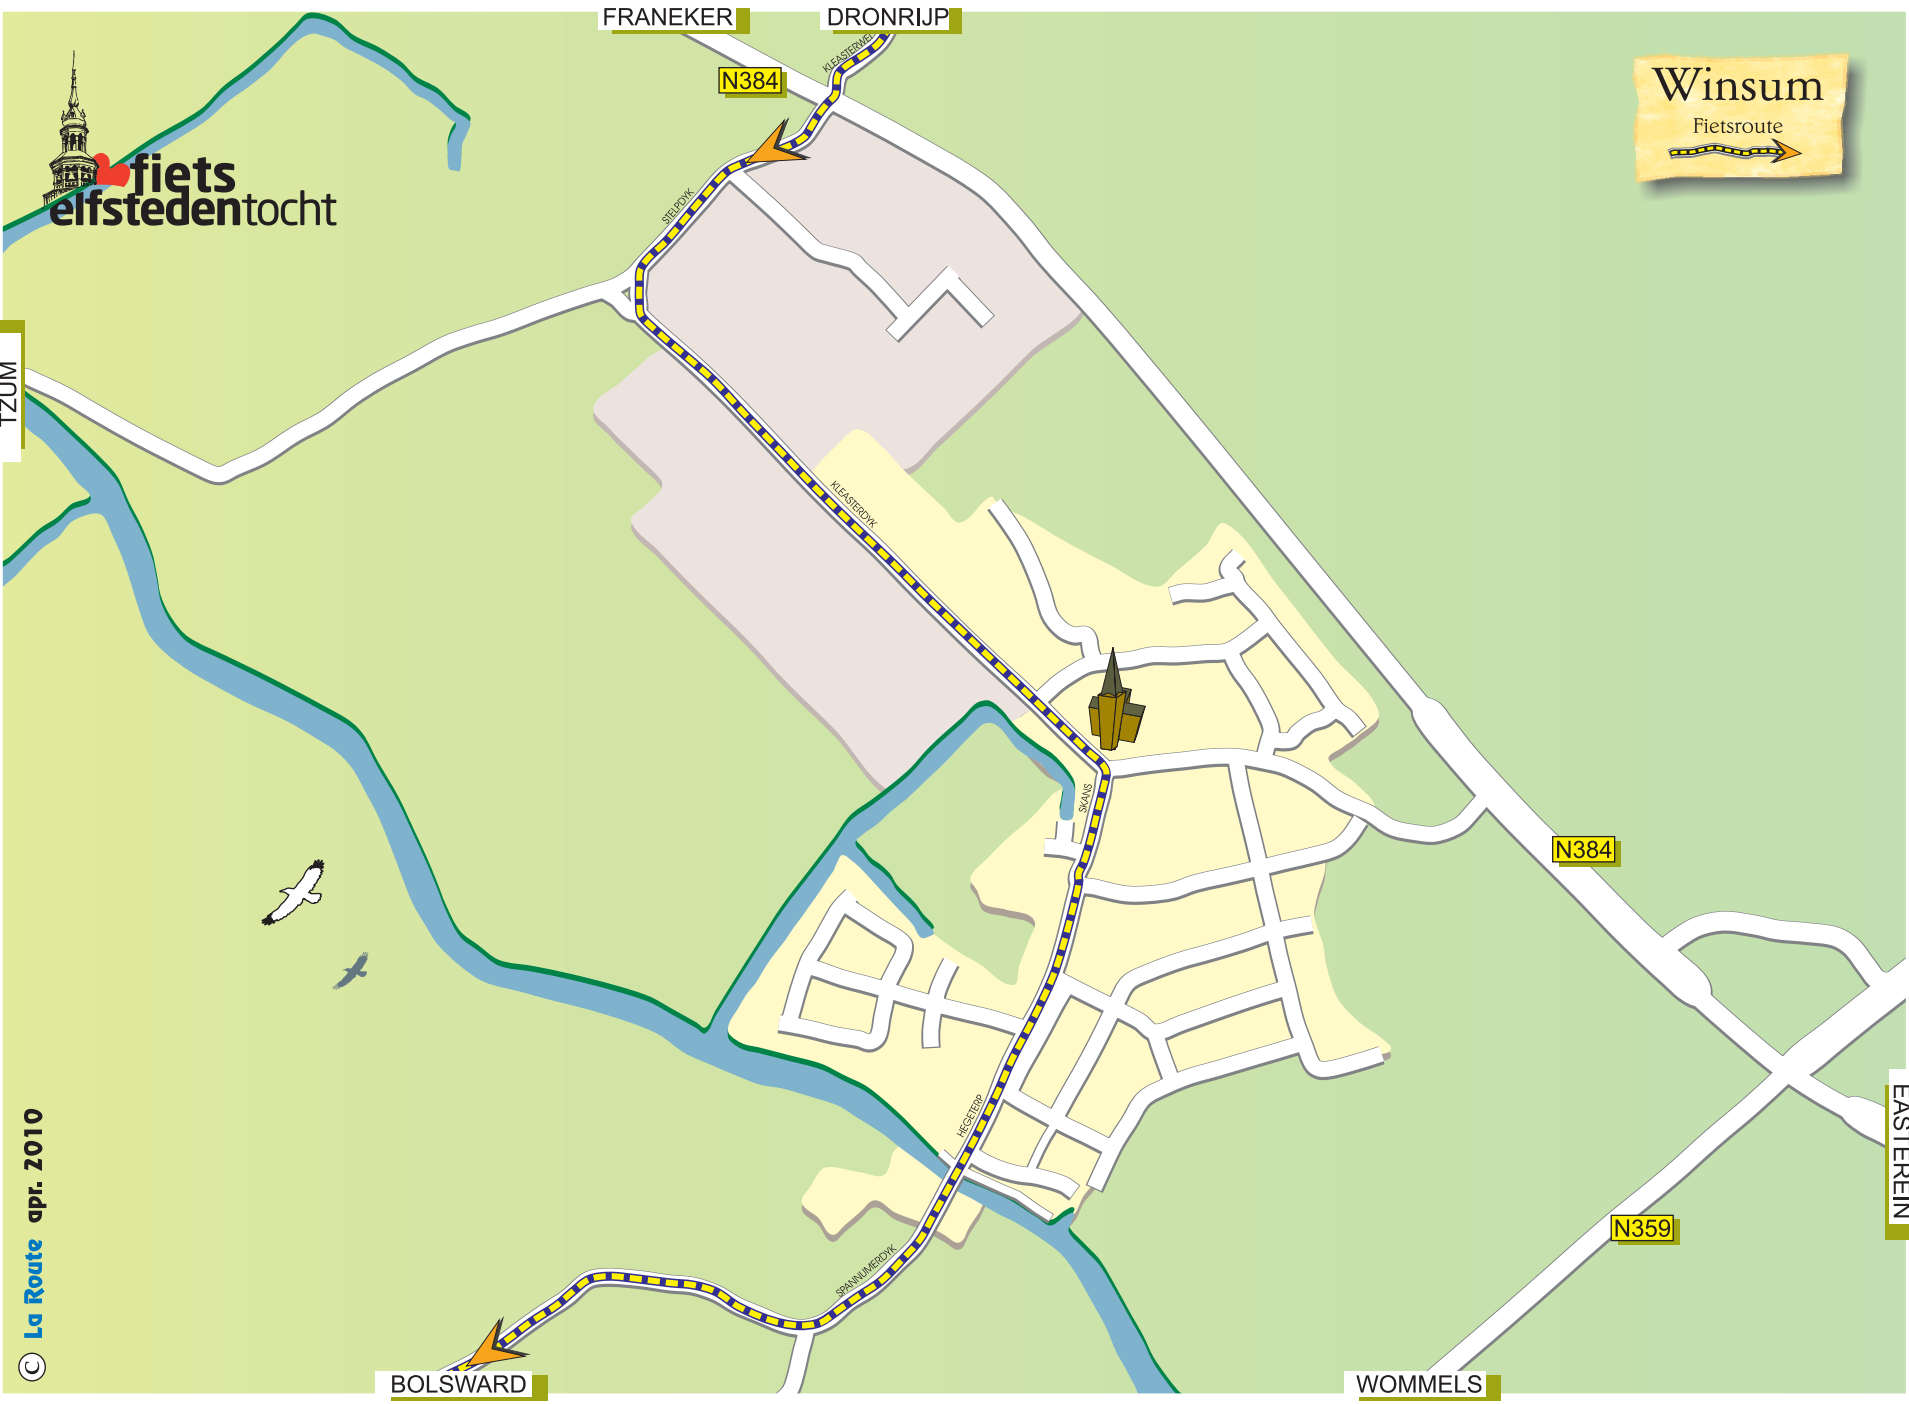 FRANEKER
DRONRIJP
KLEASTERWEI
N384
Winsum
Fietsroute
fiets
elfstedentocht
STELPDYK
TZUM
KLEASTERDYK
SKANS
N384
HEGETERP
EASTEREIN
N359
SPANNUMERDYK
© La Route apr. 2010
BOLSWARD
WOMMELS